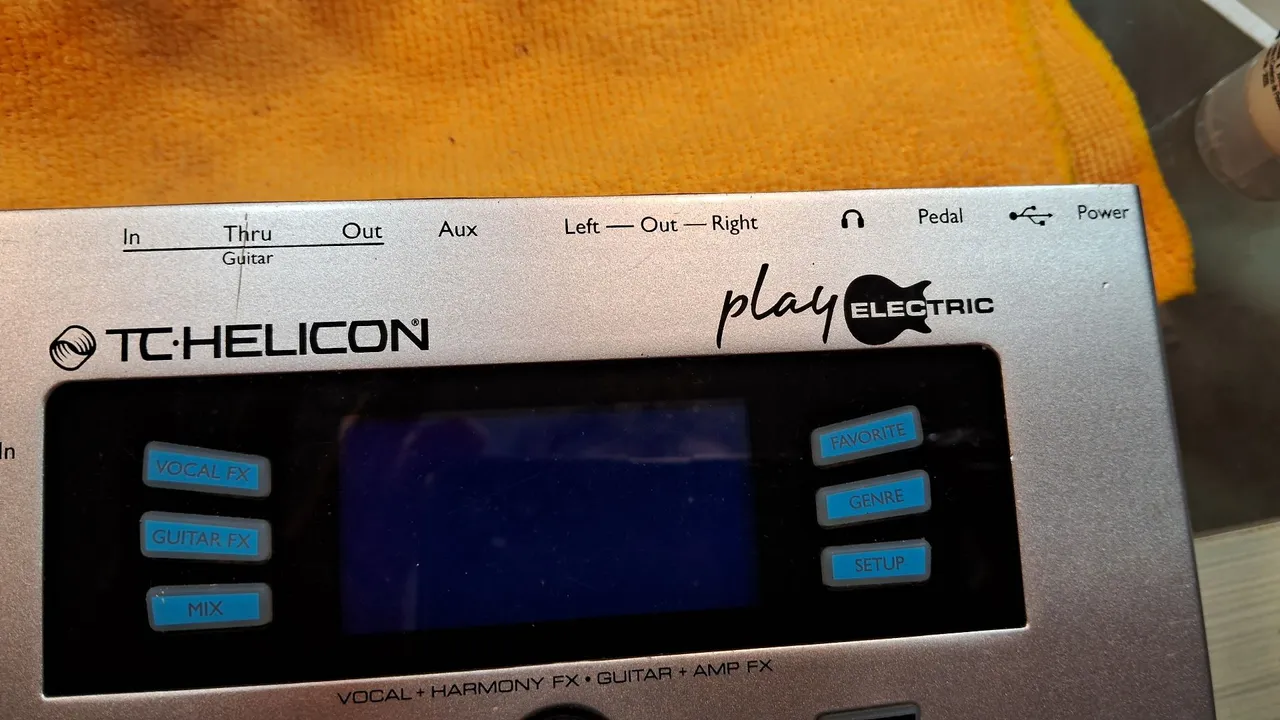 In Thru Out Aux Left — Out — Right Pedal Power
Guitar
play ELECTRIC
TC·HELICON®
In
VOCAL FX
GUITAR FX
MIX
FAVORITE
GENRE
SETUP
VOCAL + HARMONY FX • GUITAR + AMP FX